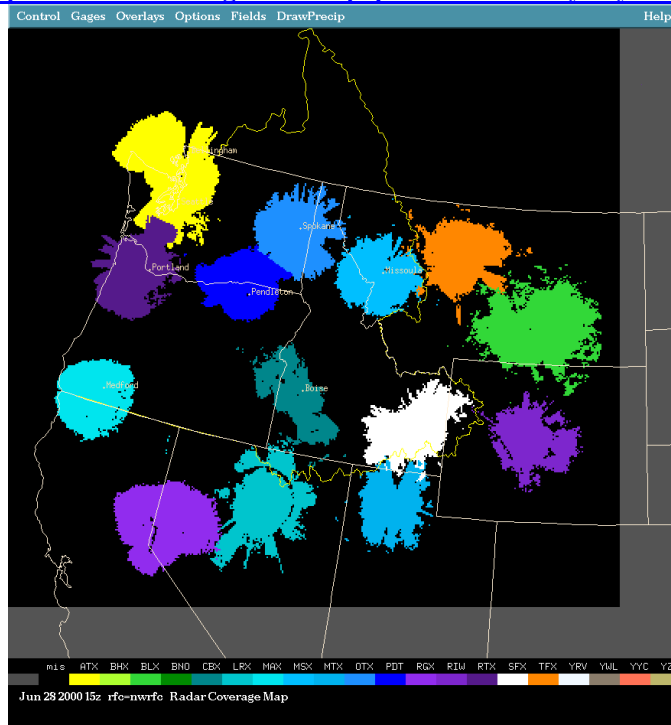 Control Gages Overlays Options Fields DrawPrecip Help
Spokane
Portland
Missoula
Pendleton
Medford
Boise
mis ATX BHX BLX BNO CBX LRX MAX MSX MTX OTX PDT RGX RIW RTX SFX TFX YRV YWL YYC YZ
Jun 28 2000 15z rfc=nwrfc Radar Coverage Map